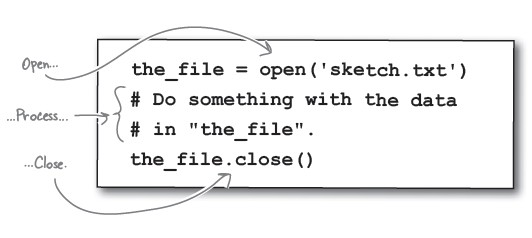 Open...
the_file = open('sketch.txt')
# Do something with the data
...Process...
# in "the_file".
...Close.
the_file.close()